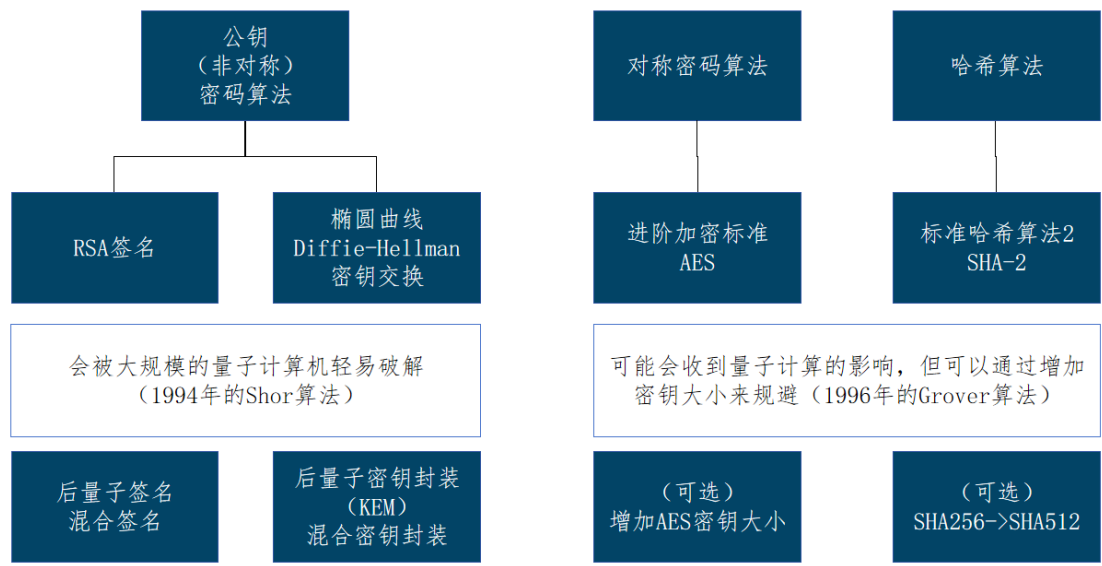 公钥
（非对称）
密码算法
对称密码算法
哈希算法
RSA签名
椭圆曲线
Diffie-Hellman
密钥交换
进阶加密标准
AES
标准哈希算法2
SHA-2
会被大规模的量子计算机轻易破解
（1994年的Shor算法）
可能会收到量子计算的影响，但可以通过增加
密钥大小来规避（1996年的Grover算法）
后量子签名
混合签名
后量子密钥封装
（KEM）
混合密钥封装
（可选）
增加AES密钥大小
（可选）
SHA256->SHA512